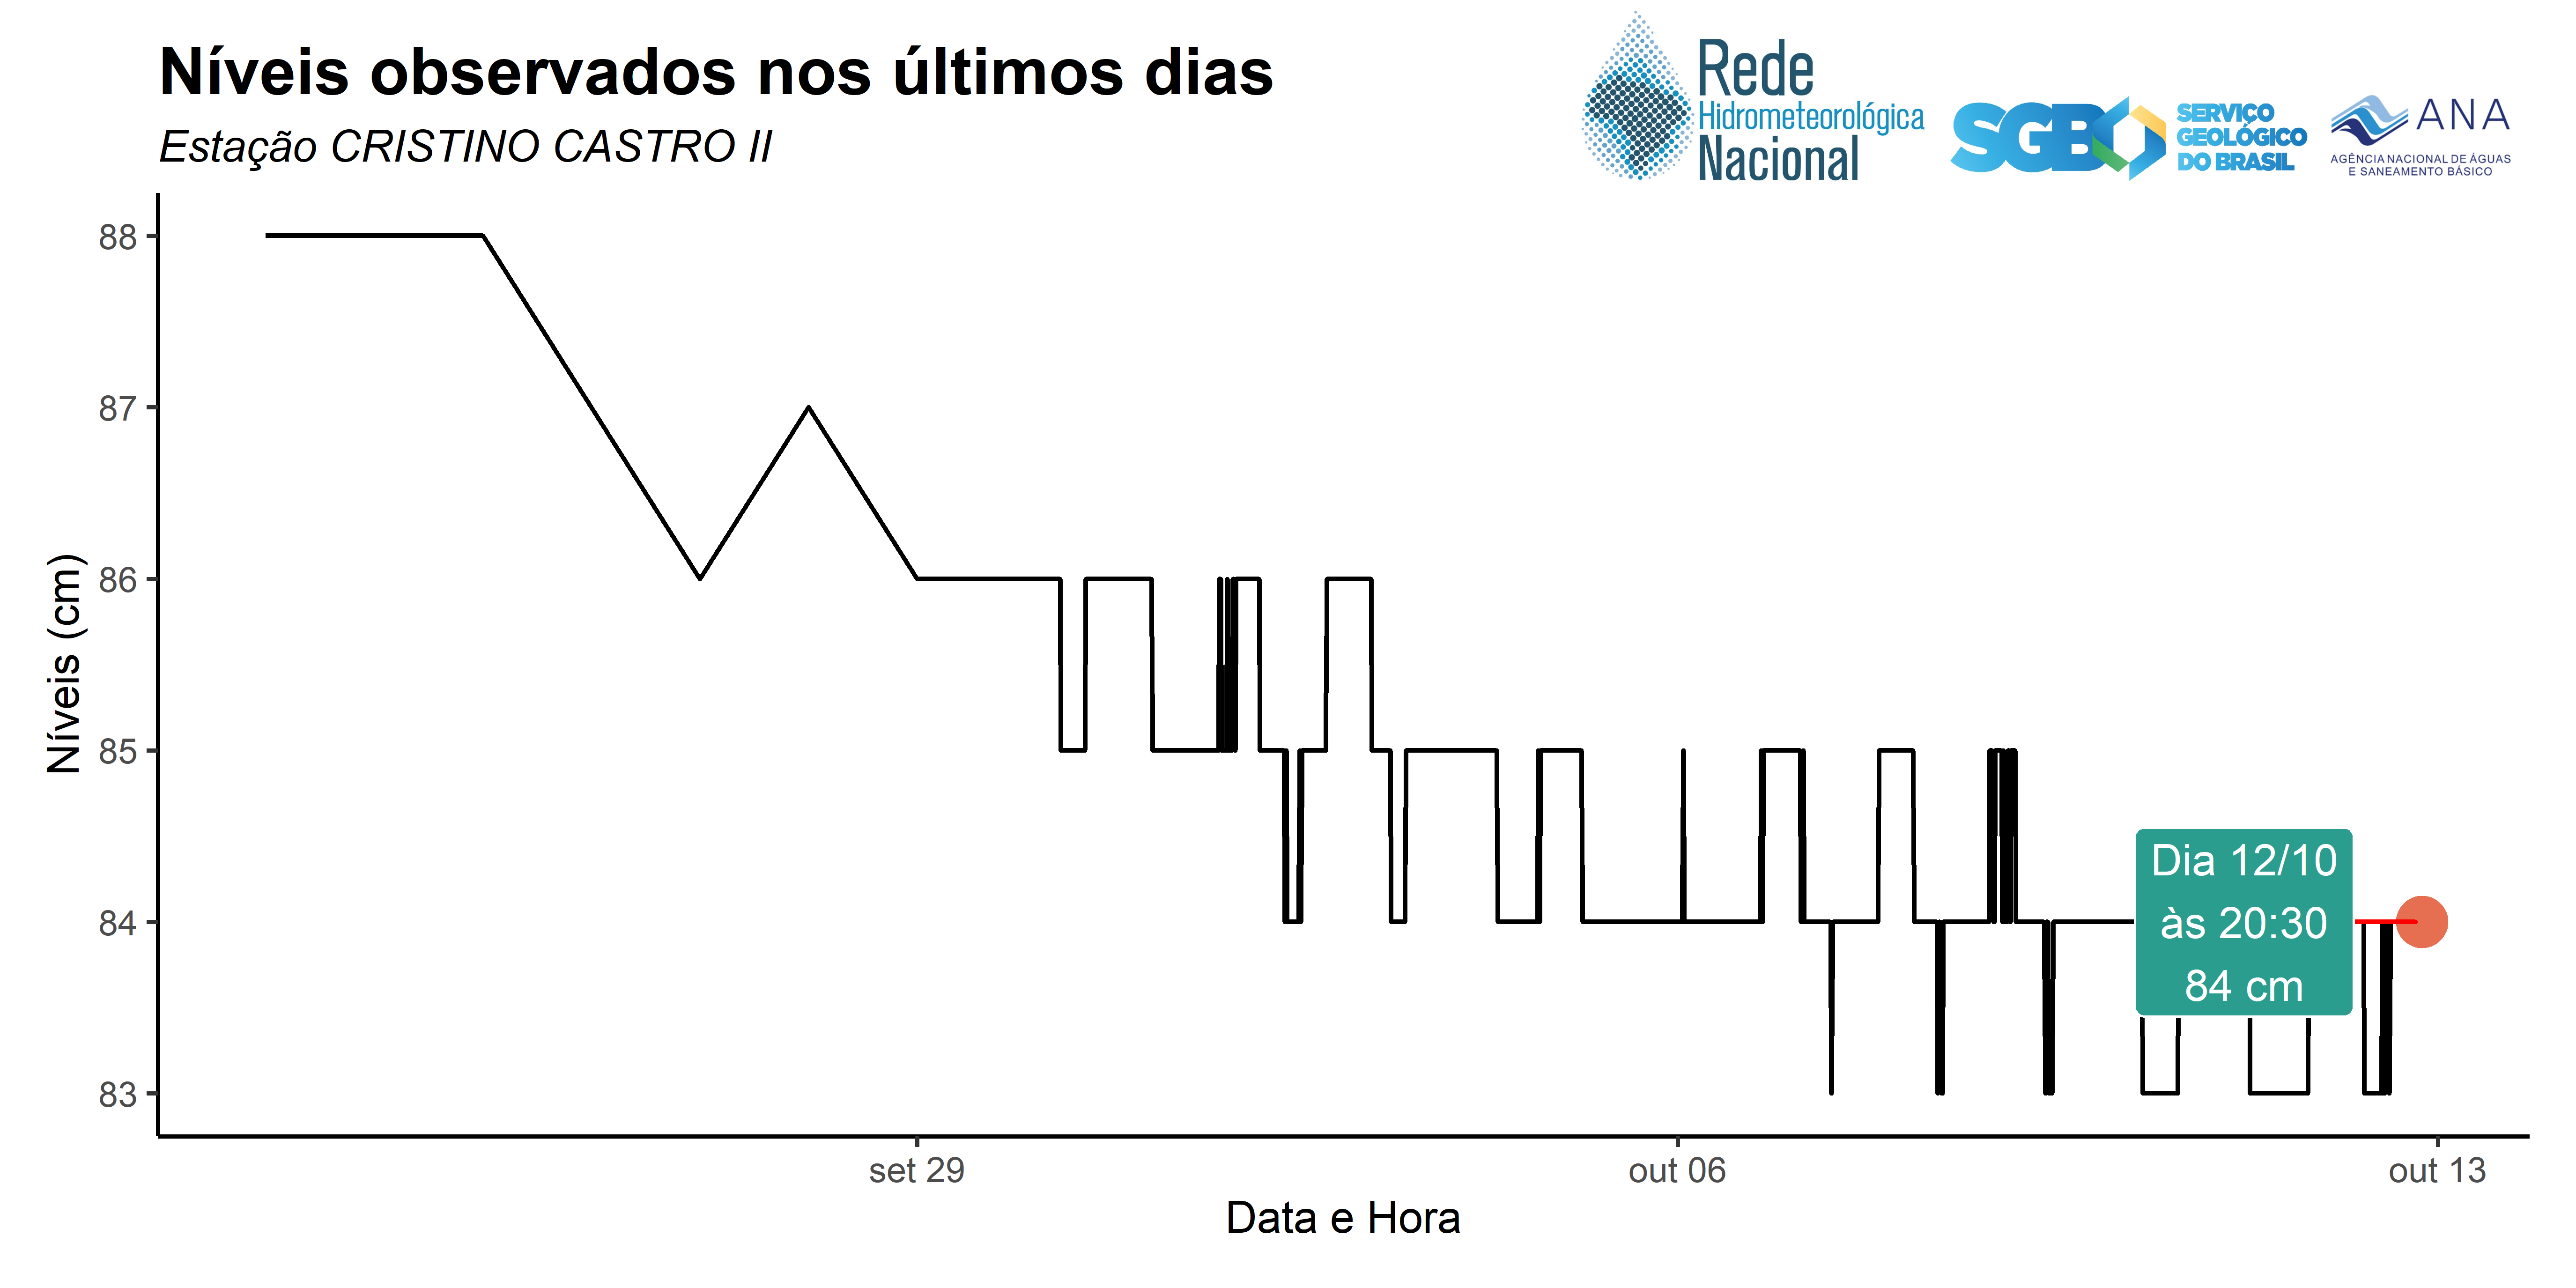 Níveis observados nos últimos dias
Estação CRISTINO CASTRO II
Rede
Hidrometeorológica
Nacional
SGB
SERVIÇO
GEOLÓGICO
DO BRASIL
ANA
AGÊNCIA NACIONAL DE ÁGUAS
E SANEAMENTO BÁSICO
Níveis (cm)
88
87
86
85
84
83
Dia 12/10
às 20:30
84 cm
set 29
out 06
out 13
Data e Hora